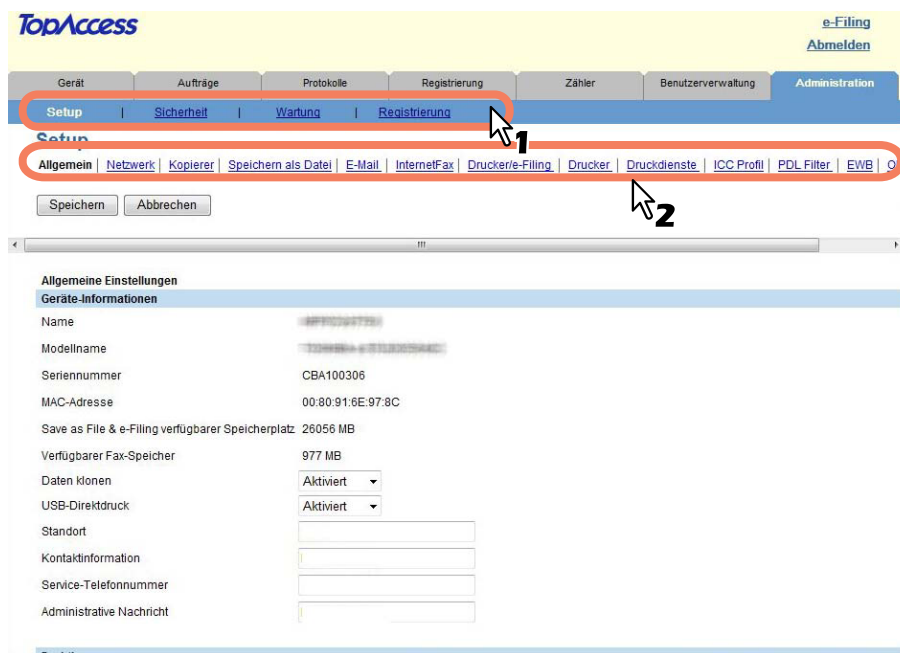 TopAccess
e-Filing
Abmelden
Gerät Aufträge Protokolle Registrierung Zähler Benutzerverwaltung Administration
Setup | Sicherheit | Wartung | Registrierung
1
Setup
Allgemein | Netzwerk | Kopierer | Speichern als Datei | E-Mail | InternetFax | Drucker/e-Filing | Drucker | Druckdienste | ICC Profil | PDL Filter | EWB |
2
Speichern Abbrechen
Allgemeine Einstellungen
Geräte-Informationen
Name
Modellname
Seriennummer CBA100306
MAC-Adresse 00:80:91:6E:97:8C
Save as File & e-Filing verfügbarer Speicherplatz 26056 MB
Verfügbarer Fax-Speicher 977 MB
Daten klonen Aktiviert
USB-Direktdruck Aktiviert
Standort
Kontaktinformation
Service-Telefonnummer
Administrative Nachricht